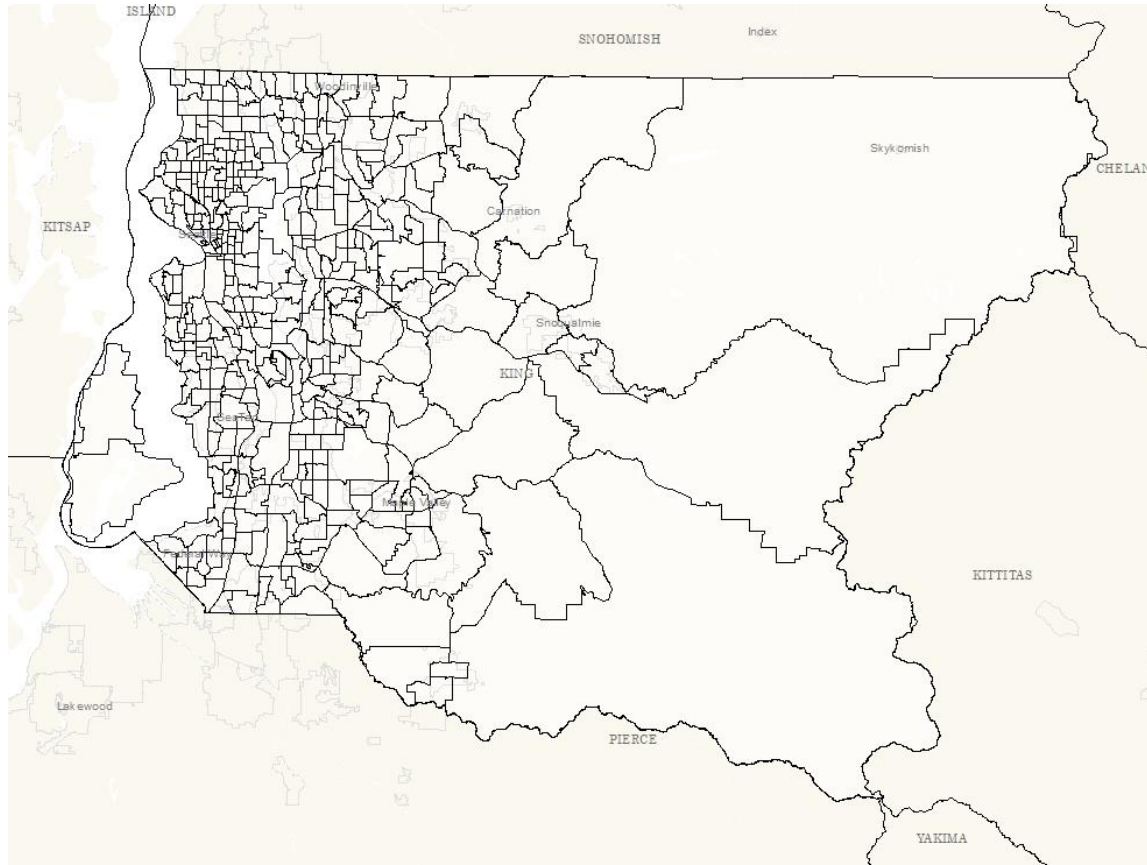 ISLAND
SNOHOMISH
Index
Woodinville
Skykomish
CHELAN
Carnation
KITSAP
Seattle
Snoqualmie
KING
SeaTac
Maple Valley
Federal Way
KITTITAS
Lakewood
PIERCE
YAKIMA